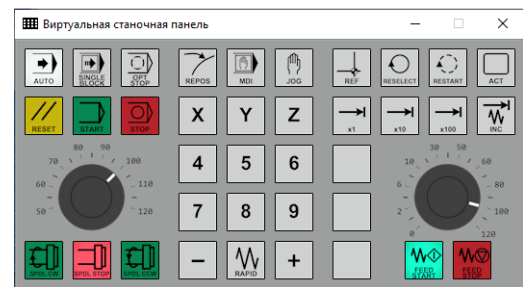 Виртуальная станочная панель
AUTO SINGLE BLOCK OPT STOP REPOS MDI JOG REF RESELECT RESTART ACT
RESET START STOP X Y Z x1 x10 x100 INC
80 90 30 50
70 100 4 5 6 10 60
60 110 6 80
50 120 7 8 9 2 100
0 120
SPDL CW SPDL STOP SPDL CCW - RAPID + FEED START FEED STOP